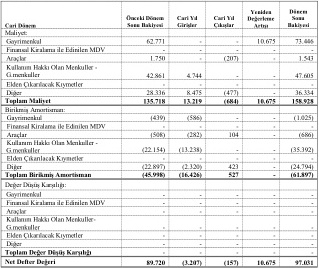 Cari Dönem Önceki Dönem Sonu Bakiyesi Cari Yıl Girişler Cari Yıl Çıkışlar Yeniden Değerleme Artışı Dönem Sonu Bakiyesi
Maliyet:
Gayrimenkul 62.771 - - 10.675 73.446
Finansal Kiralama ile Edinilen MDV - - - - -
Araçlar 1.750 - (207) - 1.543
Kullanım Hakkı Olan Menkuller - G.menkuller 42.861 4.744 - - 47.605
Elden Çıkarılacak Kıymetler - - - - -
Diğer 28.336 8.475 (477) - 36.334
Toplam Maliyet 135.718 13.219 (684) 10.675 158.928
Birikmiş Amortisman:
Gayrimenkul (439) (586) - - (1.025)
Finansal Kiralama ile Edinilen MDV - - - - -
Araçlar (508) (282) 104 - (686)
Kullanım Hakkı Olan Menkuller - G.menkuller (22.154) (13.238) - - (35.392)
Elden Çıkarılacak Kıymetler - - - - -
Diğer (22.897) (2.320) 423 - (24.794)
Toplam Birikmiş Amortisman (45.998) (16.426) 527 - (61.897)
Değer Düşüş Karşılığı:
Gayrimenkul - - - - -
Finansal Kiralama ile Edinilen MDV - - - - -
Araçlar - - - - -
Kullanım Hakkı Olan Menkuller- G.menkuller - - - - -
Elden Çıkarılacak Kıymetler - - - - -
Diğer - - - - -
Toplam Değer Düşüş Karşılığı - - - - -
Net Defter Değeri 89.720 (3.207) (157) 10.675 97.031